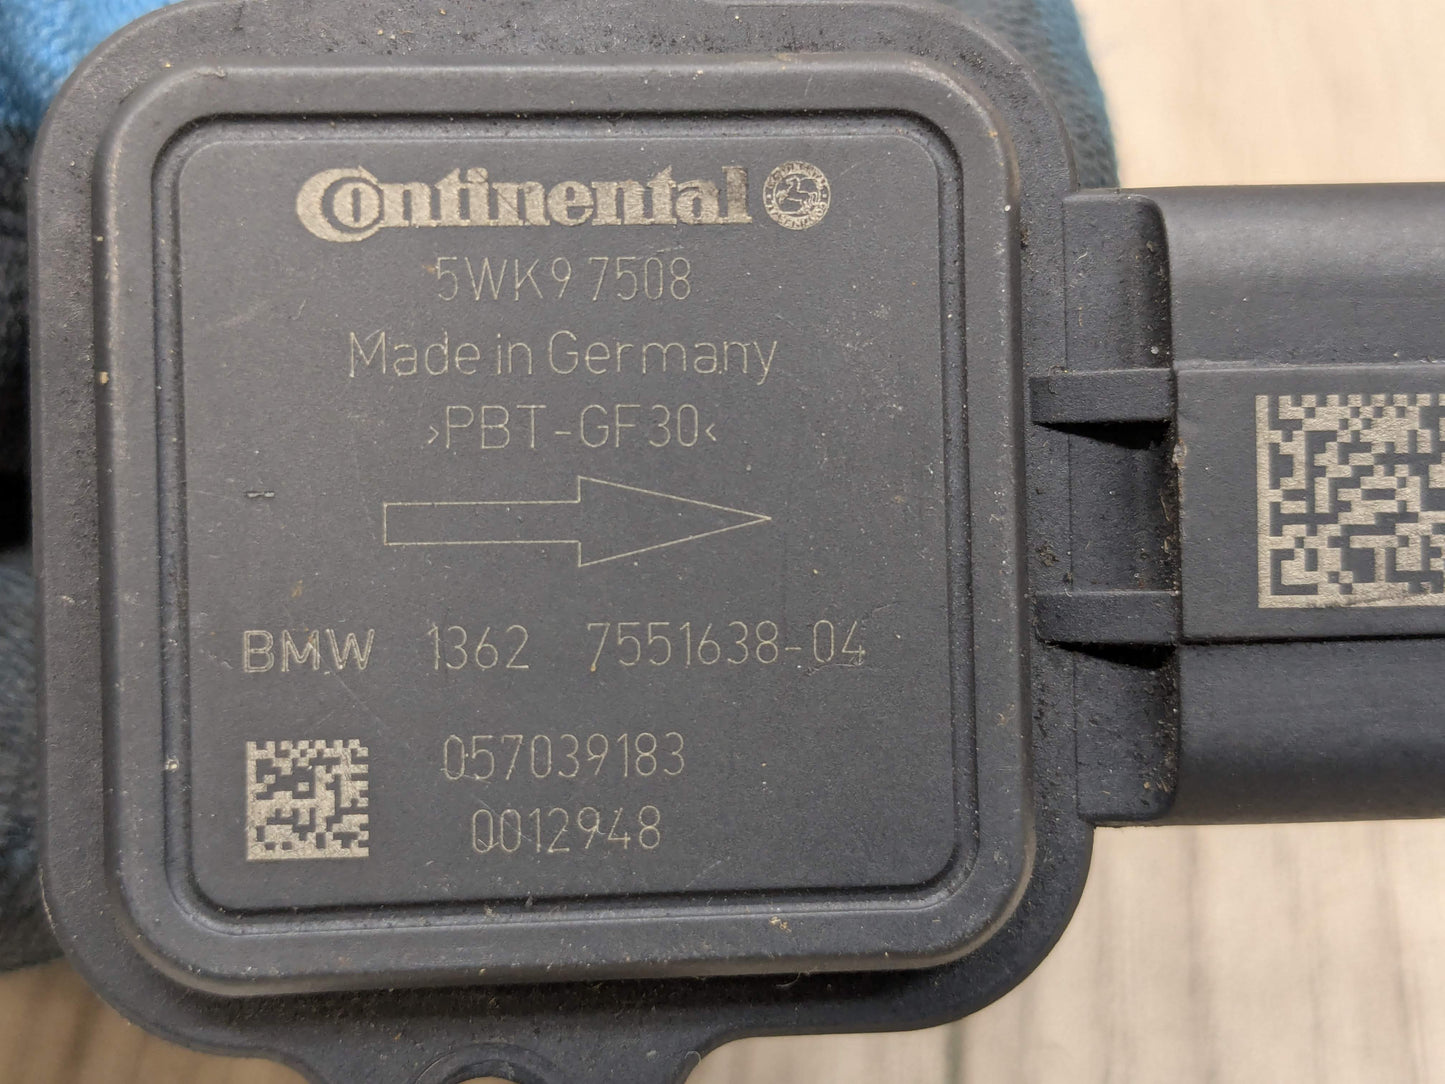 Continental
5WK9 7508
Made in Germany
>PBT-GF30<
BMW 1362 7551638-04
057039183
0012948